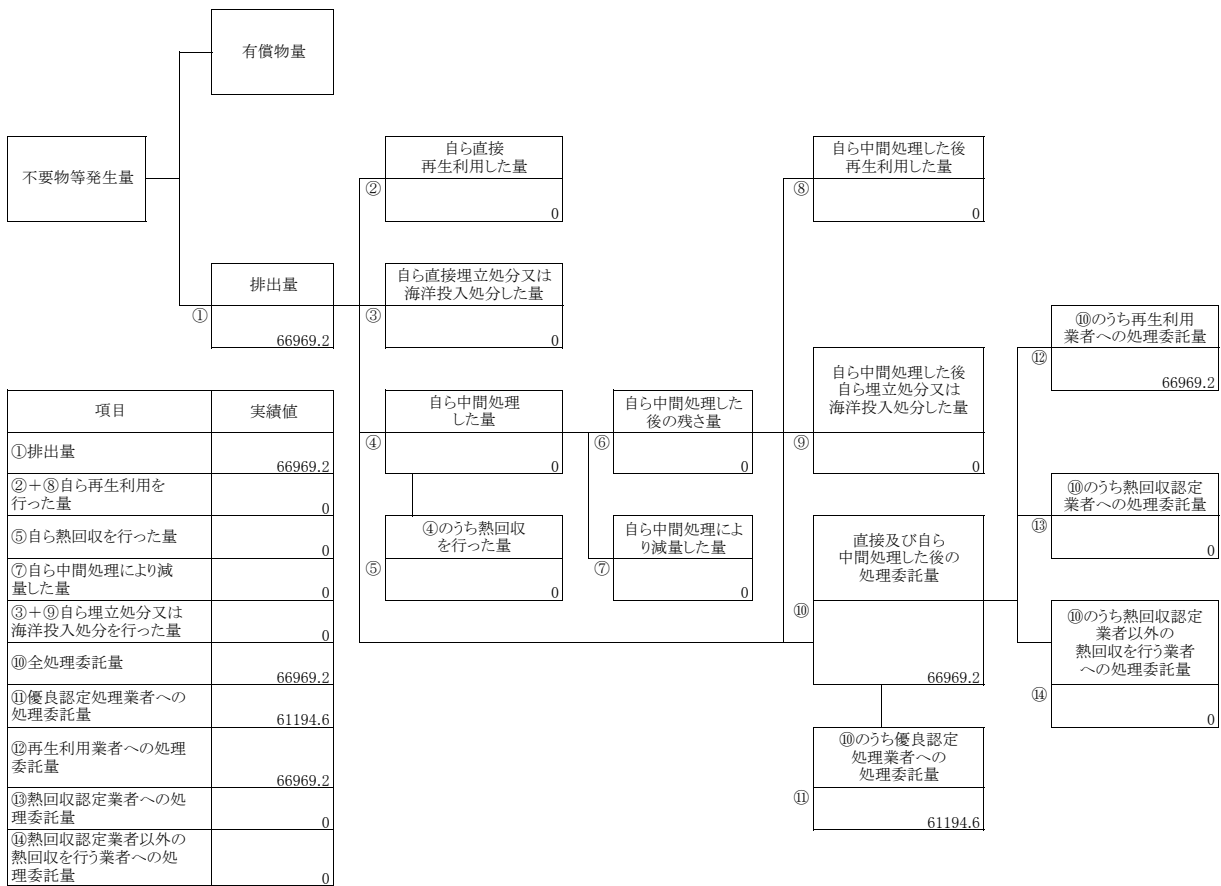 有償物量
不要物等発生量
自ら直接
再生利用した量
②
0
自ら中間処理した後
再生利用した量
⑧
0
排出量
①
66969.2
自ら直接埋立処分又は
海洋投入処分した量
③
0
⑩のうち再生利用
業者への処理委託量
⑫
66969.2
自ら中間処理
した量
④
0
自ら中間処理した
後の残さ量
⑥
0
自ら中間処理した後
自ら埋立処分又は
海洋投入処分した量
⑨
0
⑩のうち熱回収認定
業者への処理委託量
⑬
0
④のうち熱回収
を行った量
⑤
0
自ら中間処理によ
り減量した量
⑦
0
直接及び自ら
中間処理した後の
処理委託量
⑩
66969.2
⑩のうち熱回収認定
業者以外の
熱回収を行う業者
への処理委託量
⑭
0
⑩のうち優良認定
処理業者への
処理委託量
⑪
61194.6
項目
実績値
①排出量
66969.2
②＋⑧自ら再生利用を
行った量
0
⑤自ら熱回収を行った量
0
⑦自ら中間処理により減
量した量
0
③＋⑨自ら埋立処分又は
海洋投入処分を行った量
0
⑩全処理委託量
66969.2
⑪優良認定処理業者への
処理委託量
61194.6
⑫再生利用業者への処理
委託量
66969.2
⑬熱回収認定業者への処
理委託量
0
⑭熱回収認定業者以外の
熱回収を行う業者への処
理委託量
0